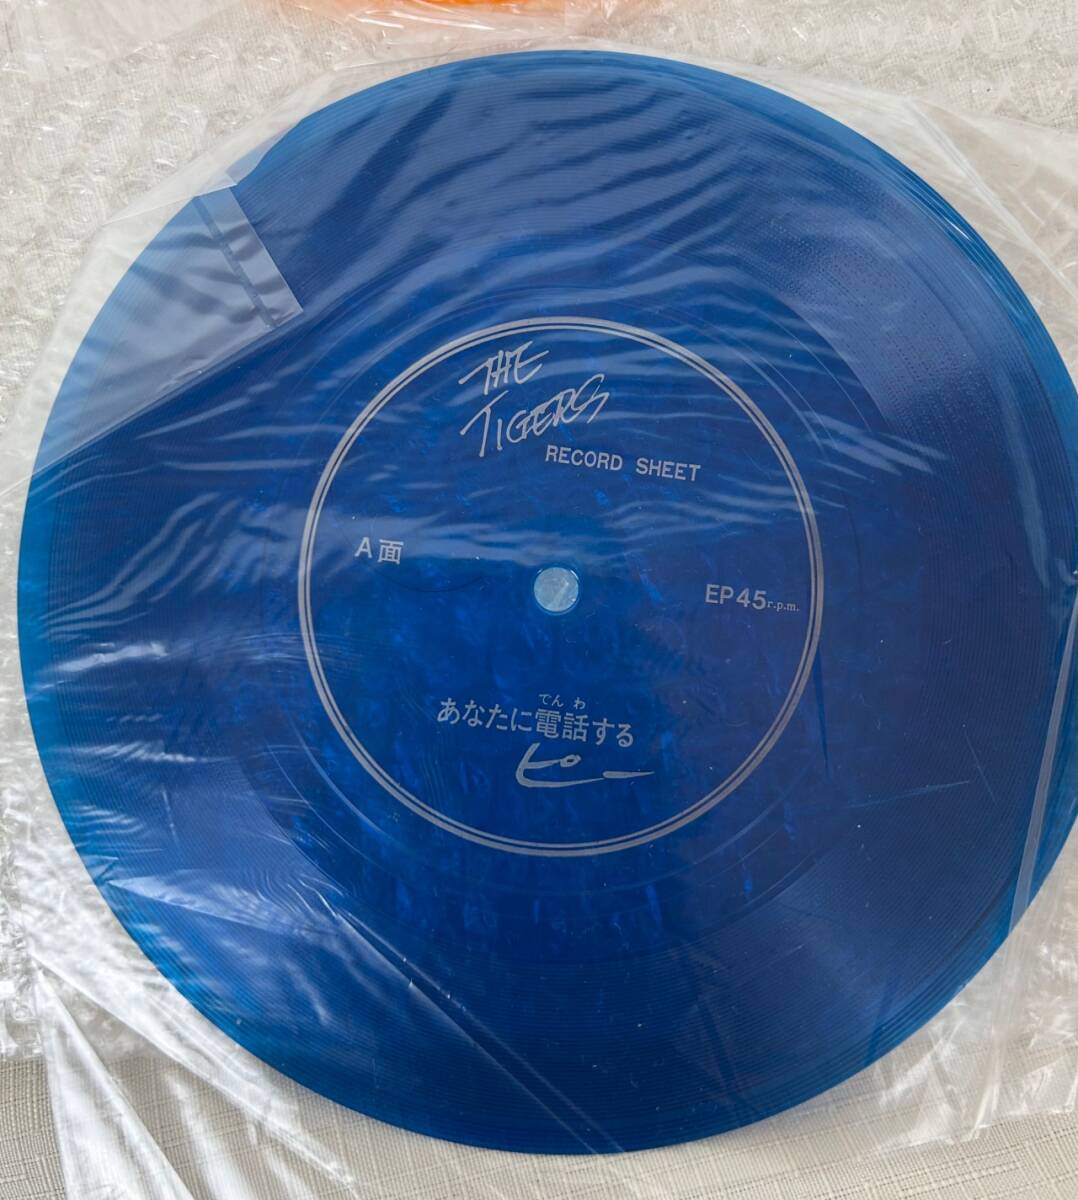 THE
TIGERS
RECORD SHEET
A面
EP45r.p.m.
でんわ
あなたに電話する
ピー